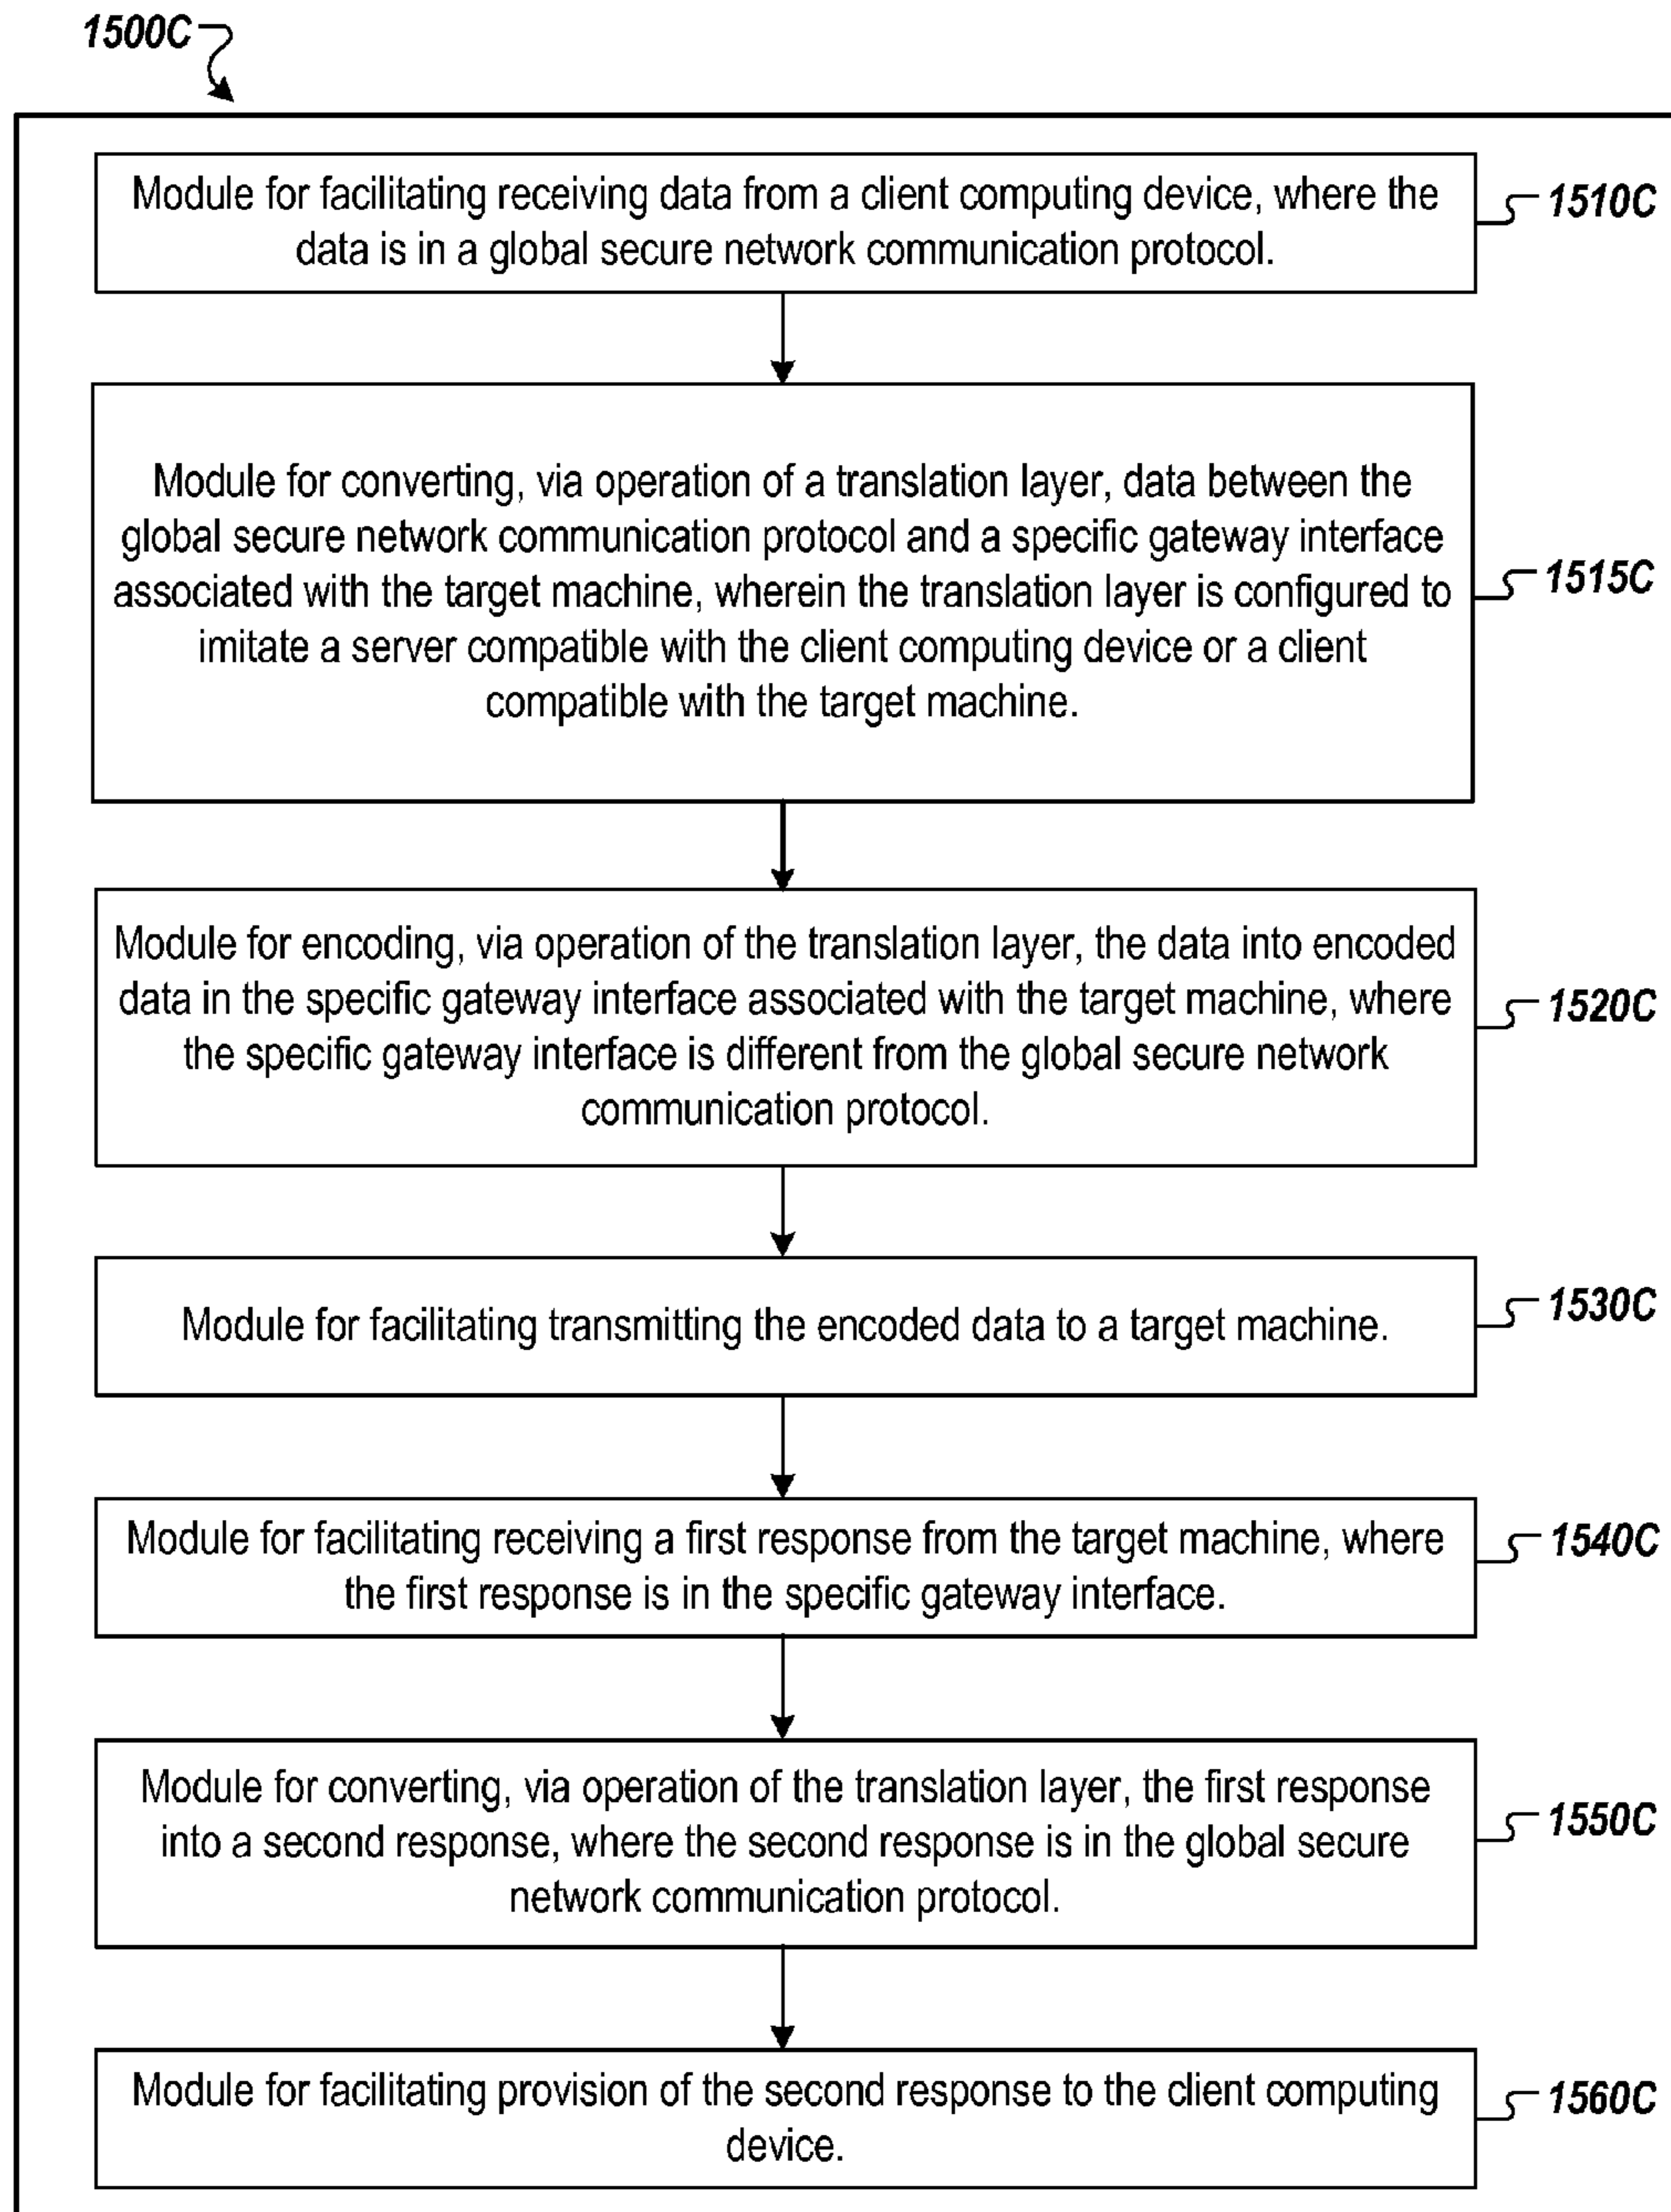 1500C
Module for facilitating receiving data from a client computing device, where the
data is in a global secure network communication protocol.
1510C
Module for converting, via operation of a translation layer, data between the
global secure network communication protocol and a specific gateway interface
associated with the target machine, wherein the translation layer is configured to
imitate a server compatible with the client computing device or a client
compatible with the target machine.
1515C
Module for encoding, via operation of the translation layer, the data into encoded
data in the specific gateway interface associated with the target machine, where
the specific gateway interface is different from the global secure network
communication protocol.
1520C
Module for facilitating transmitting the encoded data to a target machine.
1530C
Module for facilitating receiving a first response from the target machine, where
the first response is in the specific gateway interface.
1540C
Module for converting, via operation of the translation layer, the first response
into a second response, where the second response is in the global secure
network communication protocol.
1550C
Module for facilitating provision of the second response to the client computing
device.
1560C